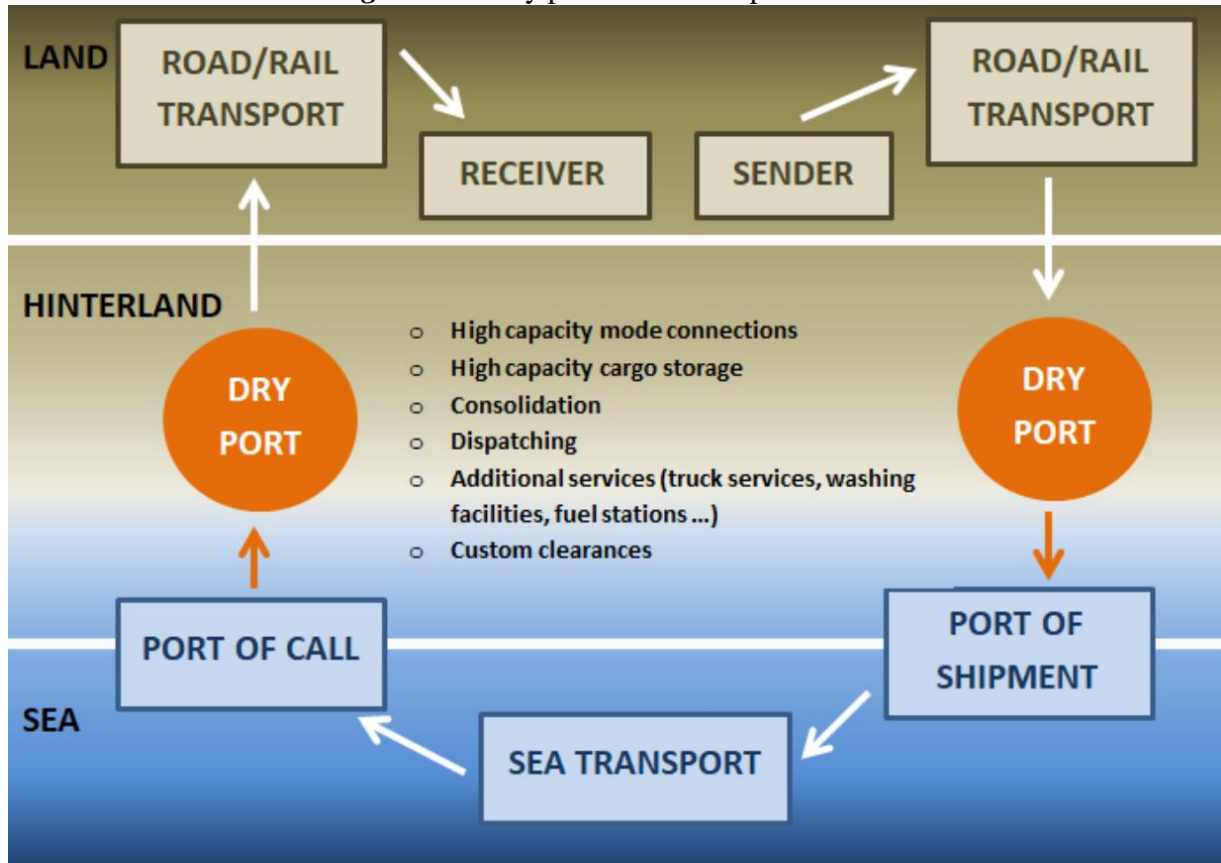 LAND
ROAD/RAIL
TRANSPORT
RECEIVER
SENDER
ROAD/RAIL
TRANSPORT
HINTERLAND
DRY
PORT
o High capacity mode connections
o High capacity cargo storage
o Consolidation
o Dispatching
o Additional services (truck services, washing
facilities, fuel stations ...)
o Custom clearances
DRY
PORT
PORT OF CALL
PORT OF
SHIPMENT
SEA
SEA TRANSPORT